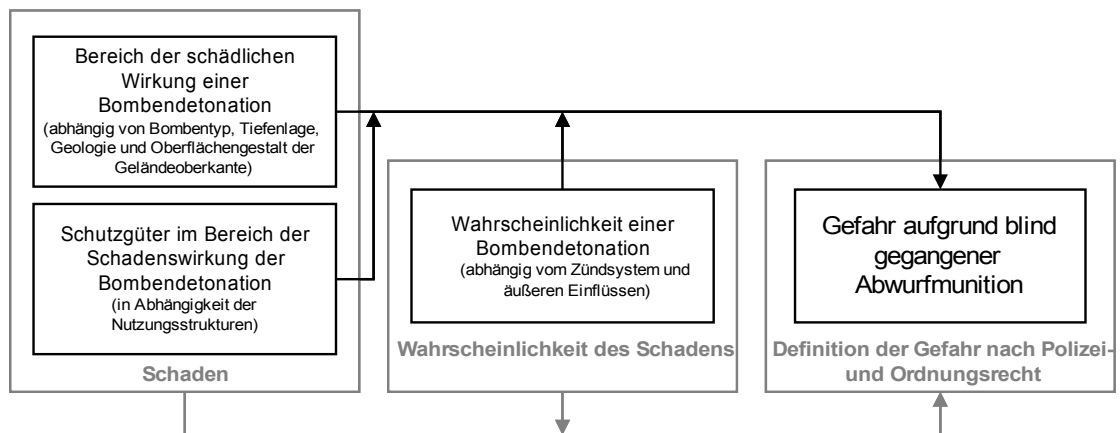 Bereich der schädlichen
Wirkung einer
Bombendetonation
(abhängig von Bombentyp, Tiefenlage,
Geologie und Oberflächengestalt der
Geländeoberkante)
Schutzgüter im Bereich der
Schadenswirkung der
Bombendetonation
(in Abhängigkeit der
Nutzungsstrukturen)
Schaden
Wahrscheinlichkeit einer
Bombendetonation
(abhängig vom Zündsystem und
äußeren Einflüssen)
Wahrscheinlichkeit des Schadens
Gefahr aufgrund blind
gegangener
Abwurfmunition
Definition der Gefahr nach Polizei-
und Ordnungsrecht